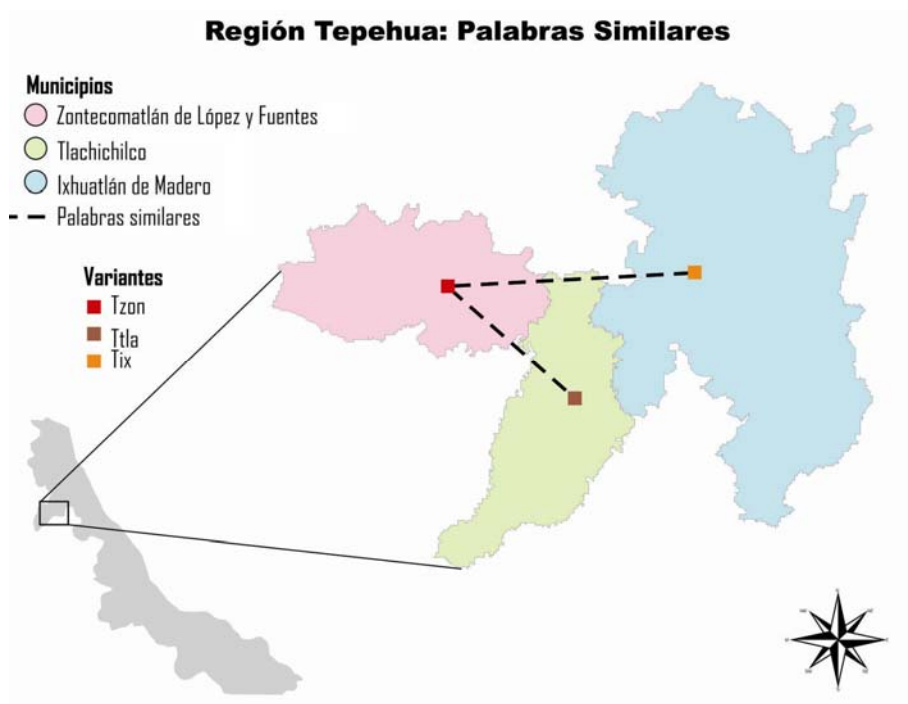 Región Tepehua: Palabras Similares
Municipios
Zontecomatlán de López y Fuentes
Tlachichilco
Ixhuatlán de Madero
Palabras similares
Variantes
Tzon
Ttla
Tix